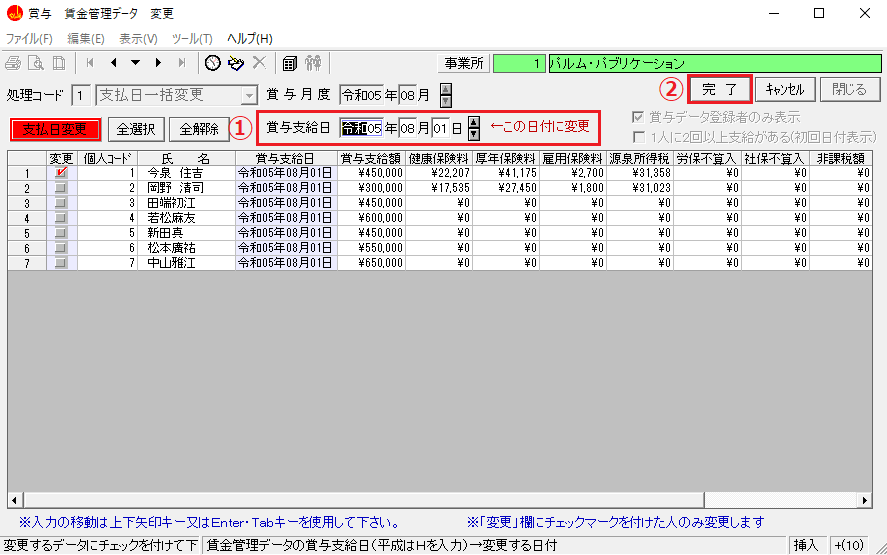 賞与 賃金管理データ 変更
ファイル(F) 編集(E) 表示(V) ツール(T) ヘルプ(H)
事業所 1 パルム・パブリケーション
処理コード 1 支払日一括変更 賞与月度 令和05年08月 ② 完 了 ｷｬﾝｾﾙ 閉じる
支払日変更 全選択 全解除 ① 賞与支給日 令和05年08月01日 ←この日付に変更
賞与データ登録者のみ表示
1人に2回以上支給がある(初回日付表示)
変更 個人コード 氏 名 賞与支給日 賞与支給額 健康保険料 厚年保険料 雇用保険料 源泉所得税 労保不算入 社保不算入 非課税額
1 1 今泉 住吉 令和05年08月01日 ¥450,000 ¥22,207 ¥41,175 ¥2,700 ¥31,358 ¥0 ¥0 ¥0
2 2 岡野 清司 令和05年08月01日 ¥300,000 ¥17,535 ¥27,450 ¥1,800 ¥31,023 ¥0 ¥0 ¥0
3 3 田端初江 令和05年08月01日 ¥450,000 ¥0 ¥0 ¥0 ¥0 ¥0 ¥0 ¥0
4 4 若松麻友 令和05年08月01日 ¥600,000 ¥0 ¥0 ¥0 ¥0 ¥0 ¥0 ¥0
5 5 新田真 令和05年08月01日 ¥450,000 ¥0 ¥0 ¥0 ¥0 ¥0 ¥0 ¥0
6 6 松本廣祐 令和05年08月01日 ¥550,000 ¥0 ¥0 ¥0 ¥0 ¥0 ¥0 ¥0
7 7 中山雅江 令和05年08月01日 ¥650,000 ¥0 ¥0 ¥0 ¥0 ¥0 ¥0 ¥0
※入力の移動は上下矢印キー又はEnter・Tabキーを使用して下さい。 ※「変更」欄にチェックマークを付けた人のみ変更します
変更するデータにチェックを付けて下 賃金管理データの賞与支給日(平成はHを入力)→変更する日付 挿入 +(10)